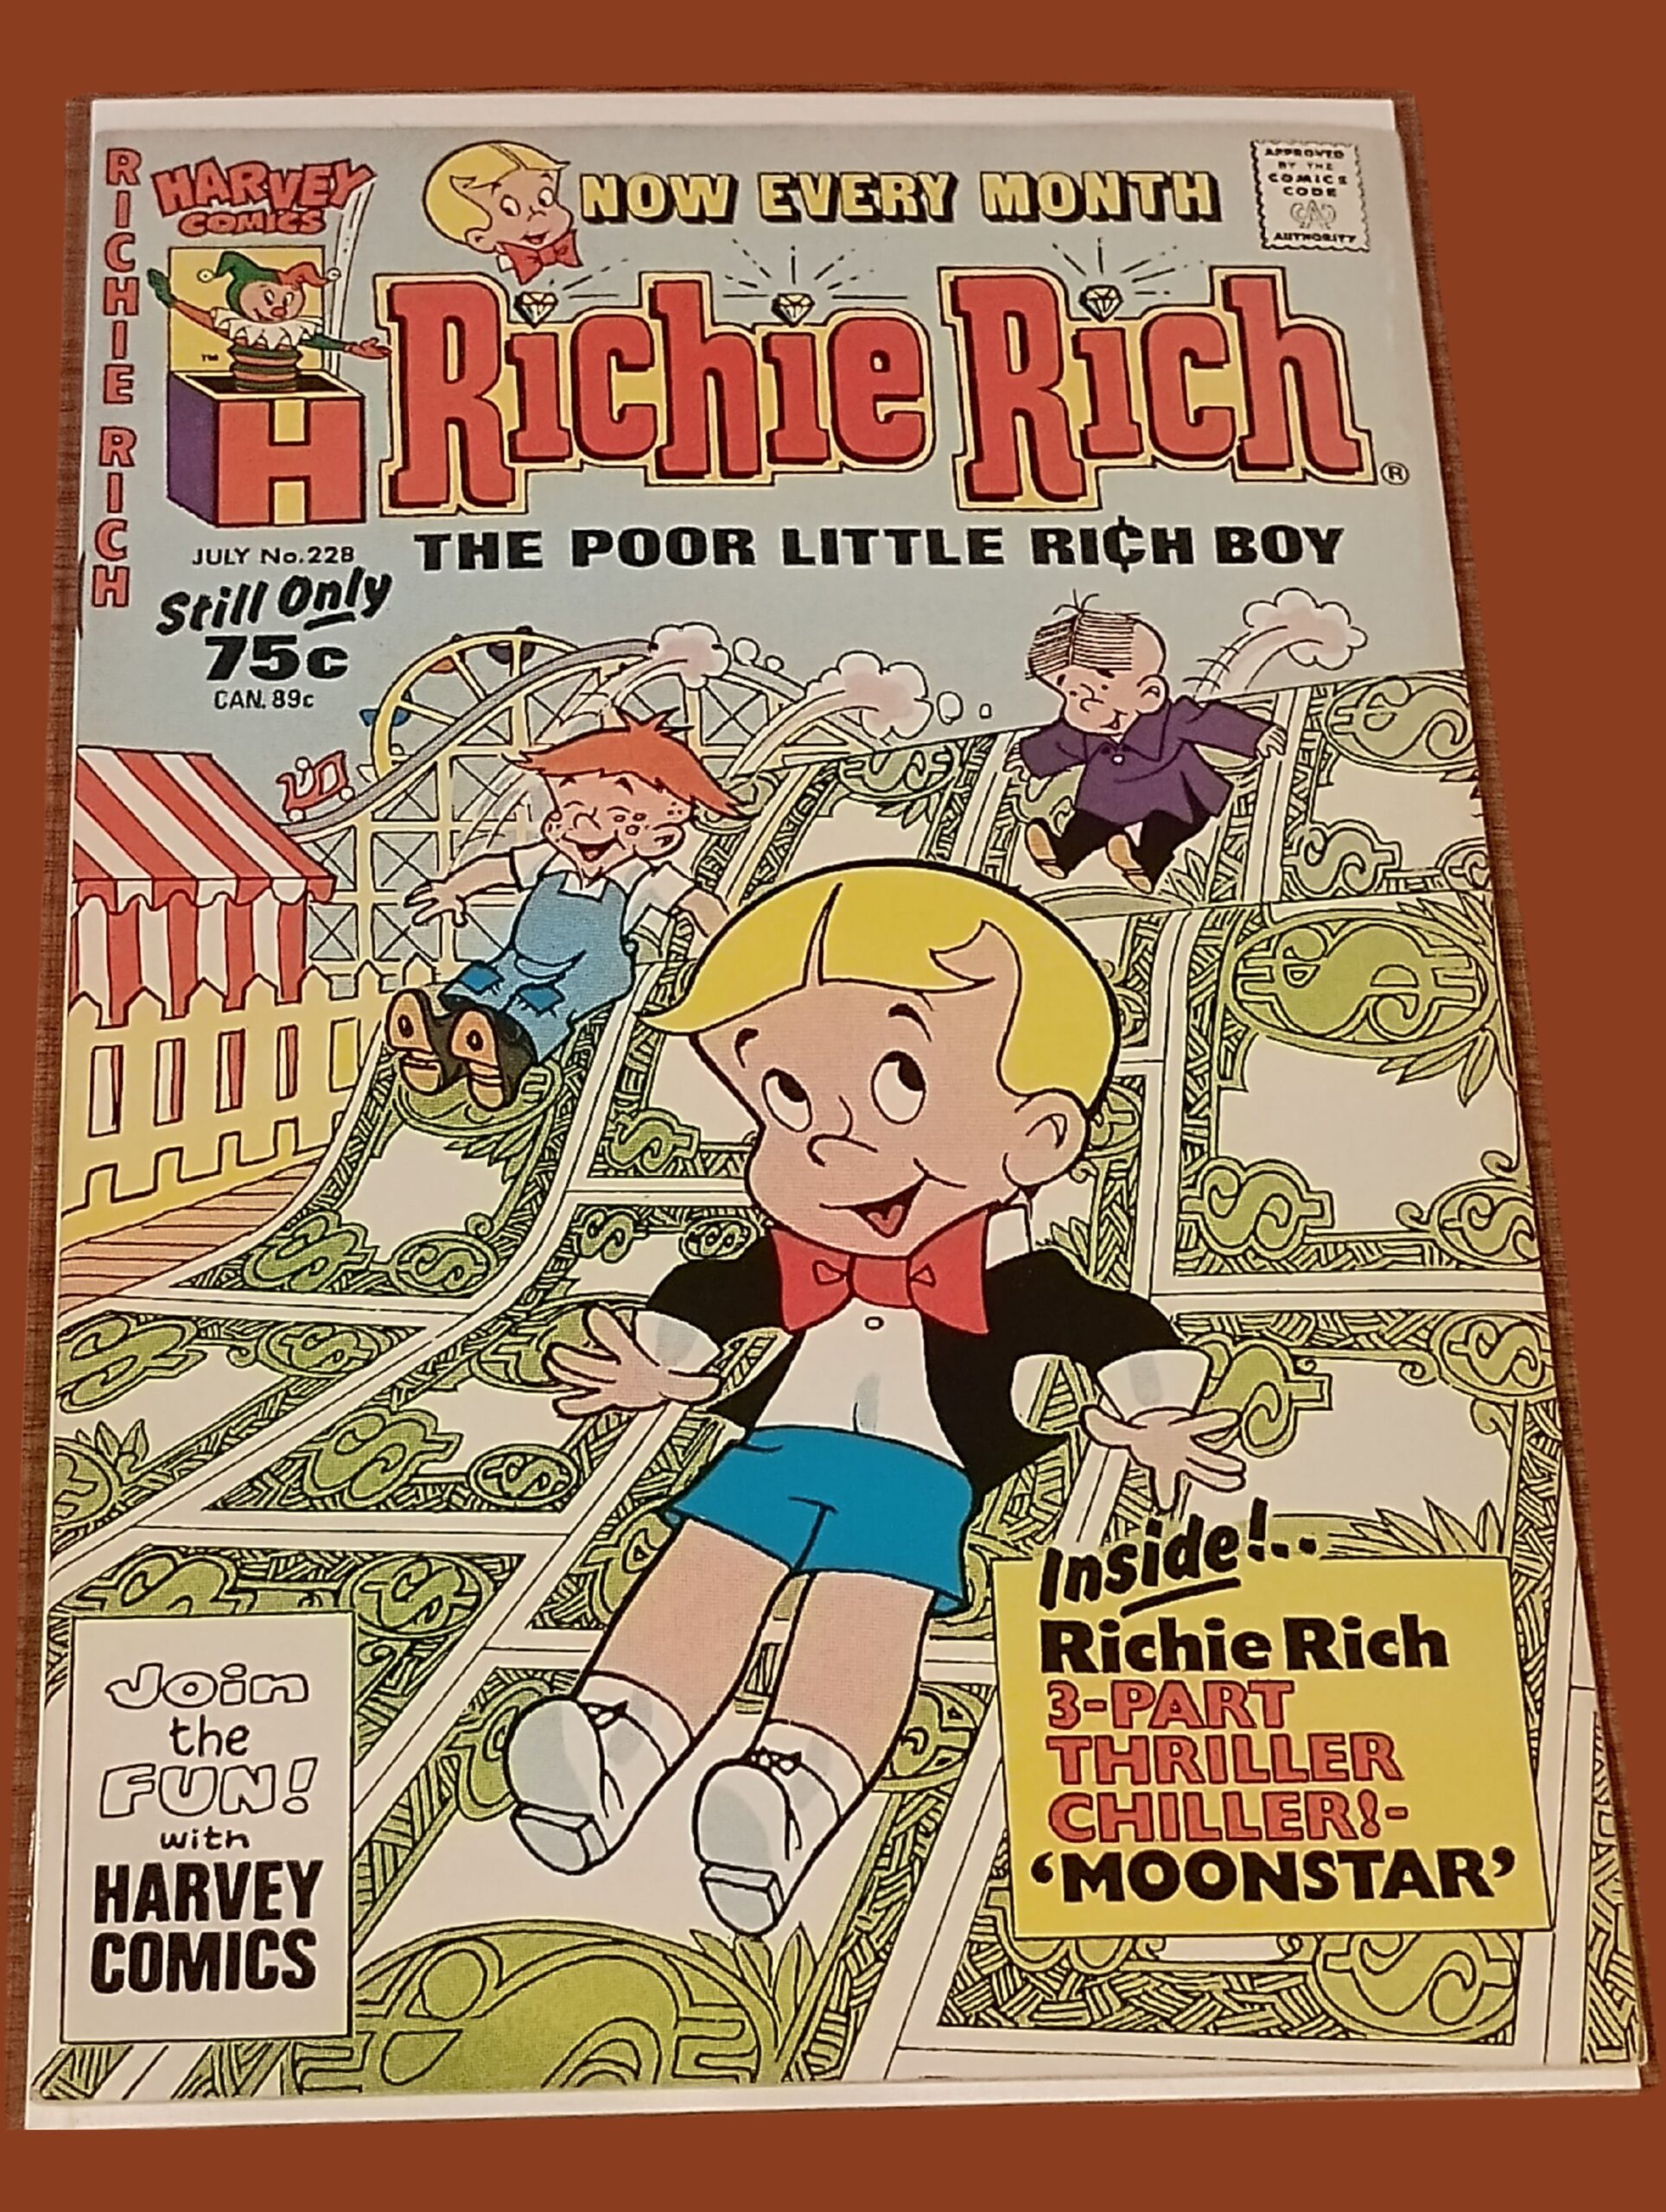 RICHIE RICH
HARVEY
COMICS
TM
H
NOW EVERY MONTH
APPROVED
BY THE
COMICS
CODE
CA
AUTHORITY
Richie Rich
®
THE POOR LITTLE RI¢H BOY
JULY No.228
Still Only
75c
CAN. 89c
Inside!..
Richie Rich
3-PART
THRILLER
CHILLER!-
‘MOONSTAR’
Join
the
FUN!
with
HARVEY
COMICS